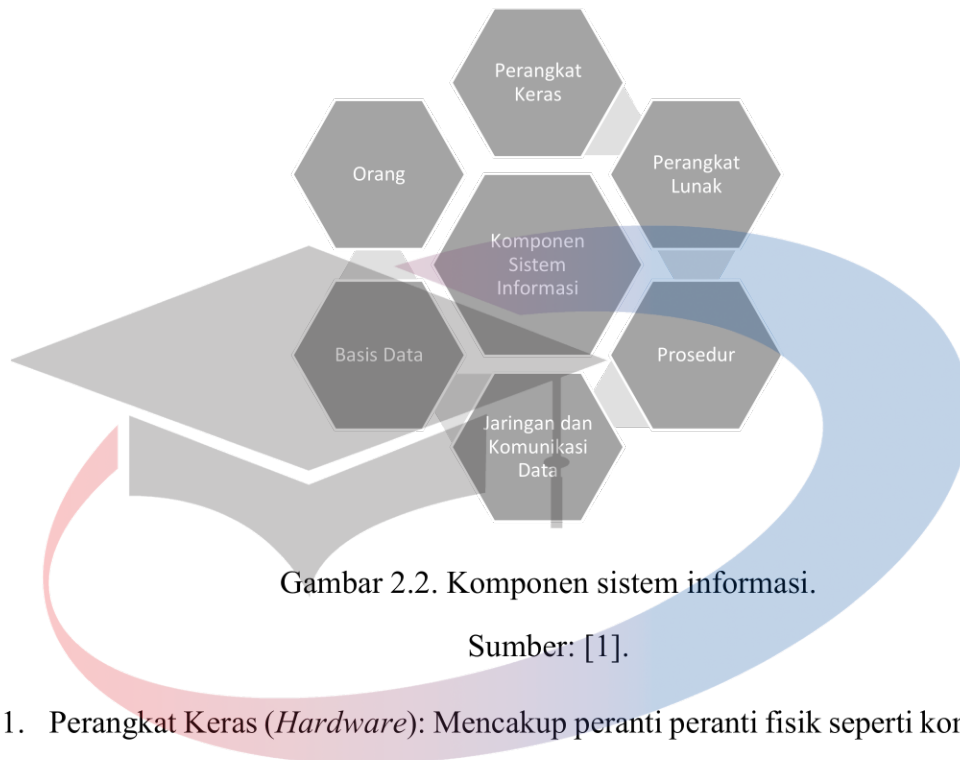 Perangkat
Keras
Orang
Perangkat
Lunak
Komponen
Sistem
Informasi
Basis Data
Prosedur
Jaringan dan
Komunikasi
Data
Gambar 2.2. Komponen sistem informasi.
Sumber: [1].
1. Perangkat Keras (Hardware): Mencakup peranti peranti fisik seperti